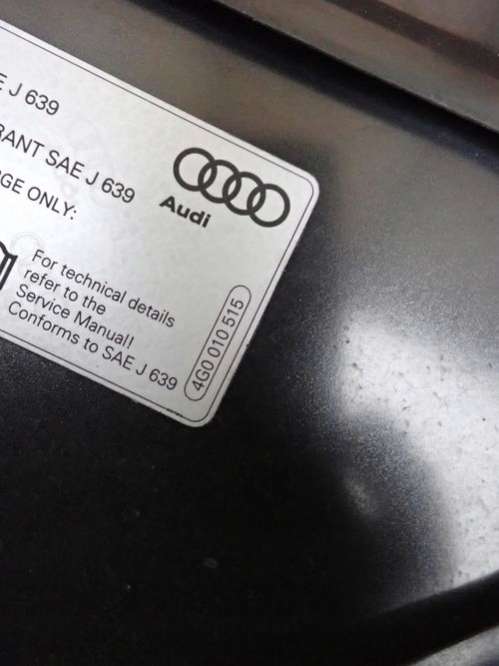 E J 639
RANT SAE J 639
RGE ONLY:
Audi
For technical details
refer to the
Service Manual!
Conforms to SAE J 639
4G0 010 515